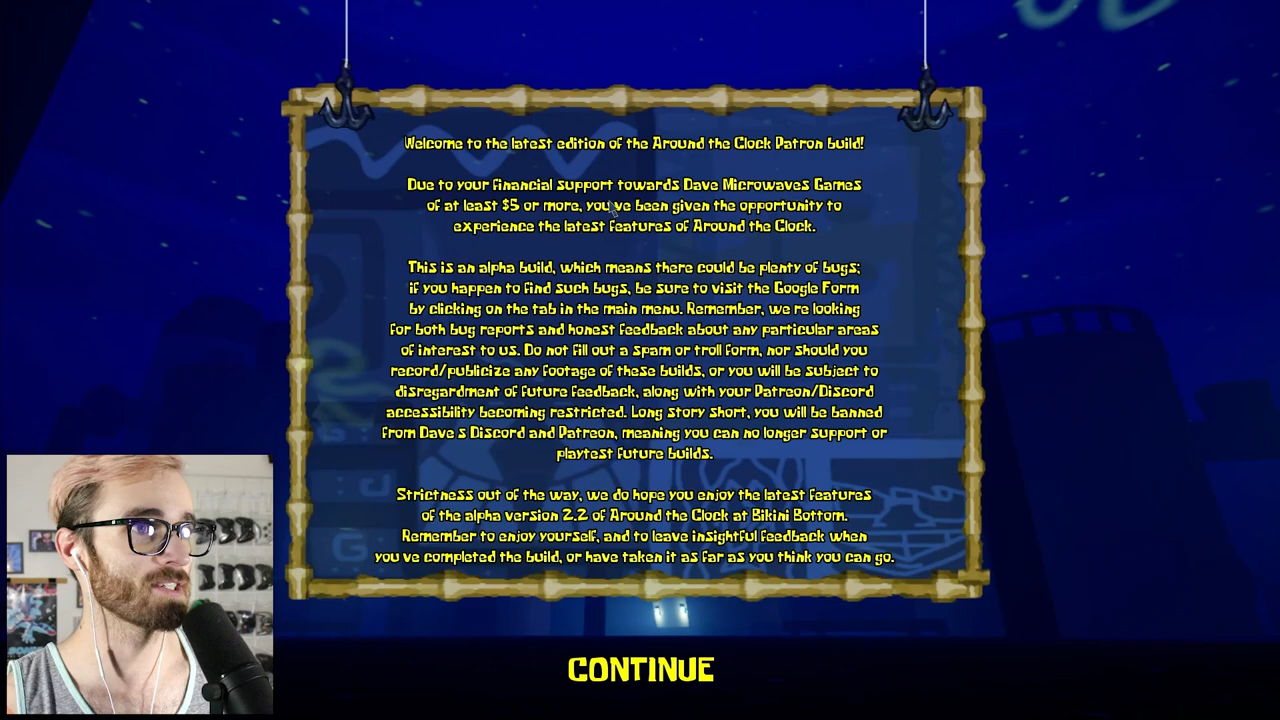 Welcome to the latest edition of the Around the Clock Patron build!
Due to your financial support towards Dave Microwaves Games
of at least $5 or more, you've been given the opportunity to
experience the latest features of Around the Clock.
This is an alpha build, which means there could be plenty of bugs;
if you happen to find such bugs, be sure to visit the Google Form
by clicking on the tab in the main menu. Remember, we re looking
for both bug reports and honest feedback about any particular areas
of interest to us. Do not fill out a spam or troll form, nor should you
record/publicize any footage of these builds, or you will be subject to
disregardment of future feedback, along with your Patreon/Discord
accessibility becoming restricted. Long story short, you will be banned
from Dave s Discord and Patreon, meaning you can no longer support or
playtest future builds.
Strictness out of the way, we do hope you enjoy the latest features
of the alpha version 2.2 of Around the Clock at Bikini Bottom.
Remember to enjoy yourself, and to leave insightful feedback when
you ve completed the build, or have taken it as far as you think you can go.
CONTINUE